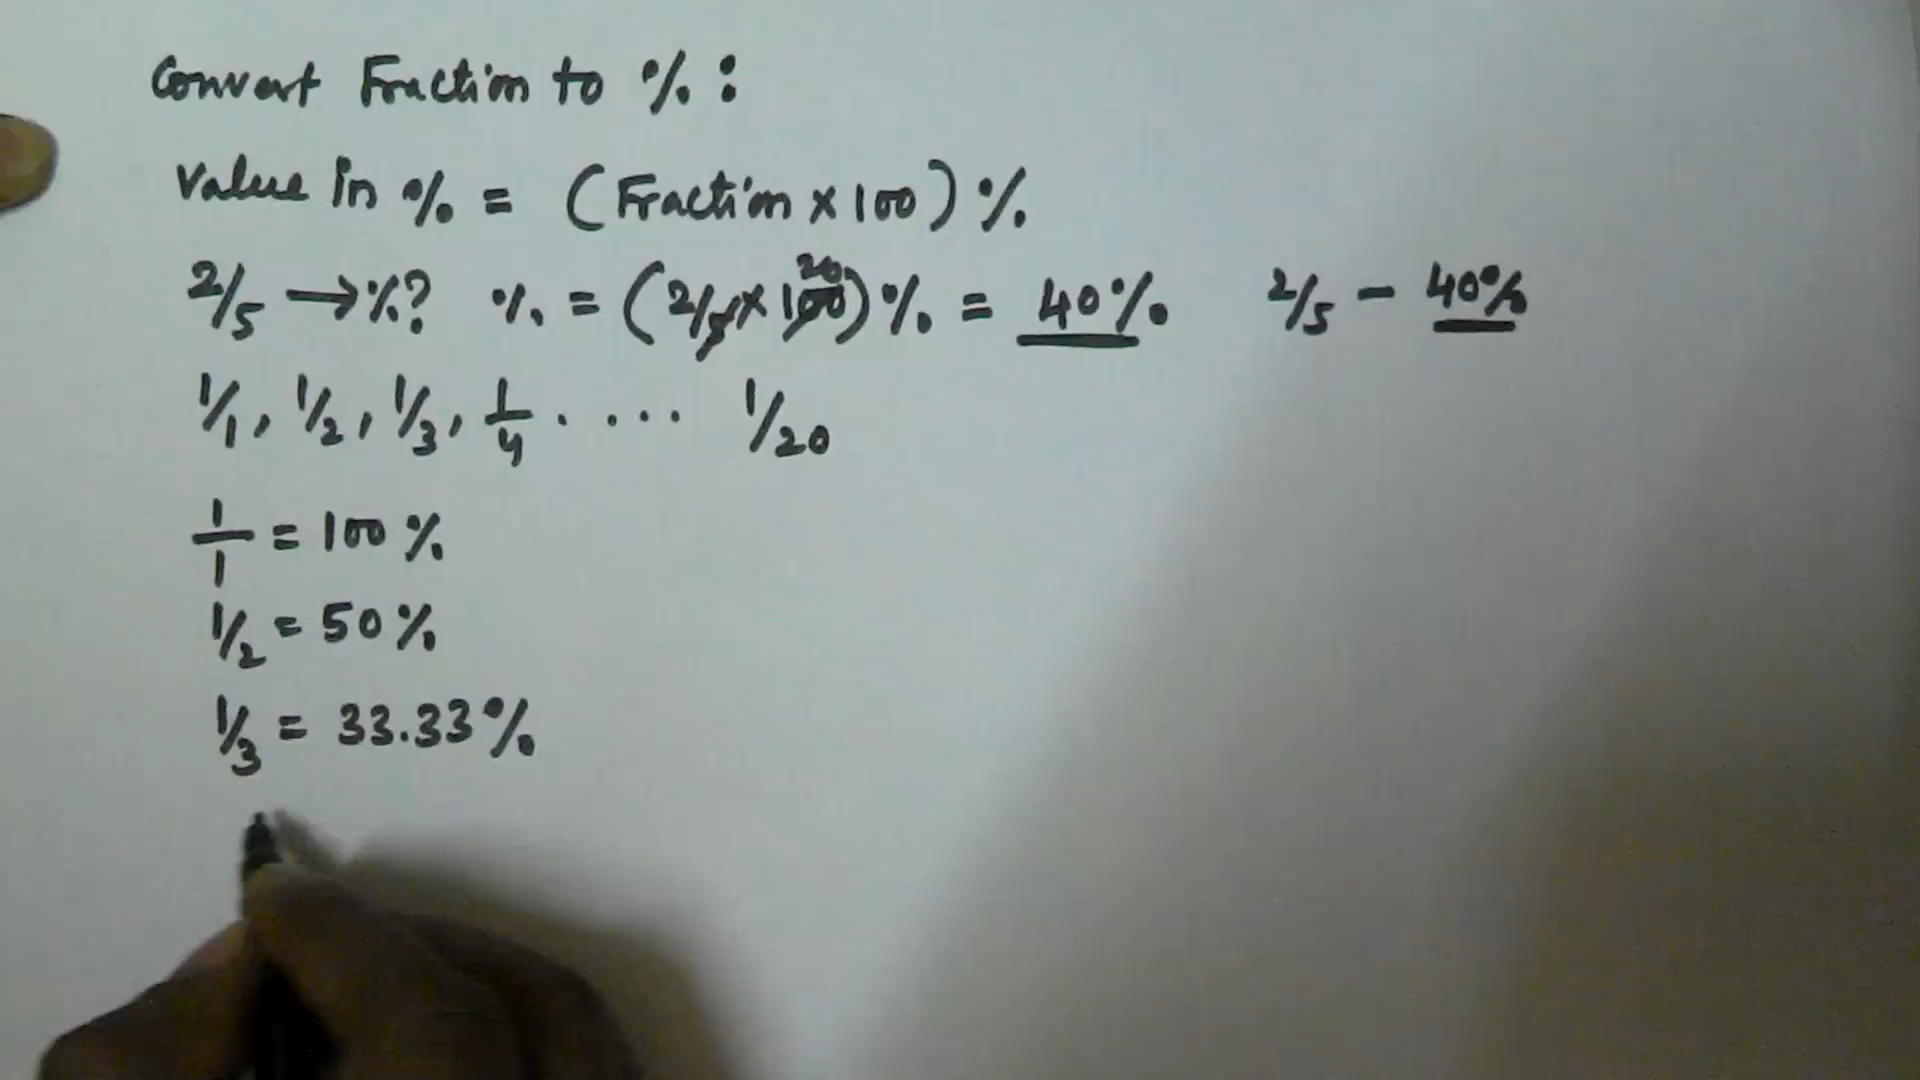 Convert Fraction to % :
Value in % = (Fraction × 100) %
2/5 → %? % = (2/5 × 100) % = 40% 2/5 - 40%
20
1/1, 1/2, 1/3, 1/4 . .... 1/20
1/1 = 100 %
1/2 = 50 %
1/3 = 33.33 %